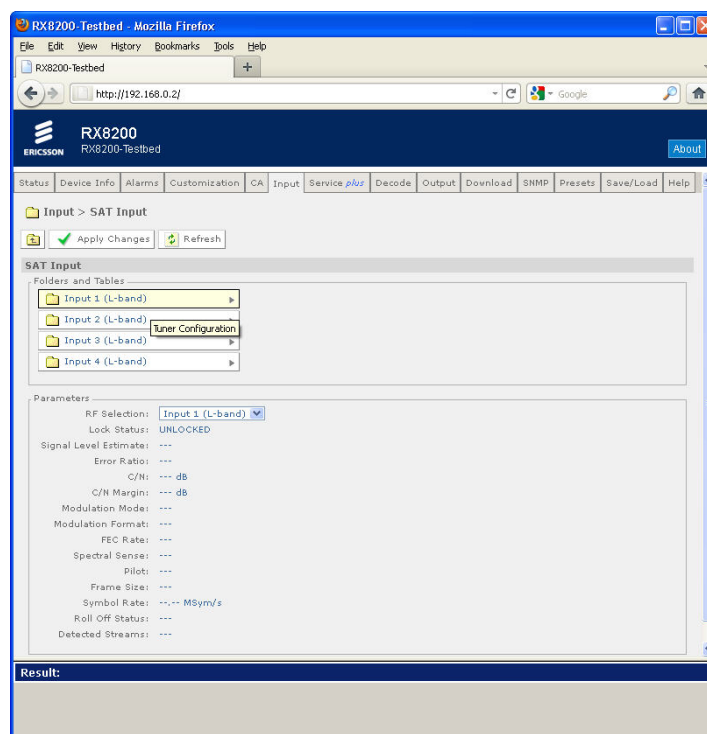 RX8200-Testbed - Mozilla Firefox
File Edit View History Bookmarks Tools Help
RX8200-Testbed +
http://192.168.0.2/ Google
ERICSSON
RX8200
RX8200-Testbed
About
Status Device Info Alarms Customization CA Input Service plus Decode Output Download SNMP Presets Save/Load Help
Input > SAT Input
Apply Changes Refresh
SAT Input
Folders and Tables
Input 1 (L-band)
Input 2 (L-band)
Tuner Configuration
Input 3 (L-band)
Input 4 (L-band)
Parameters
RF Selection: Input 1 (L-band)
Lock Status: UNLOCKED
Signal Level Estimate: ---
Error Ratio: ---
C/N: --- dB
C/N Margin: --- dB
Modulation Mode: ---
Modulation Format: ---
FEC Rate: ---
Spectral Sense: ---
Pilot: ---
Frame Size: ---
Symbol Rate: --.-- MSym/s
Roll Off Status: ---
Detected Streams: ---
Result: